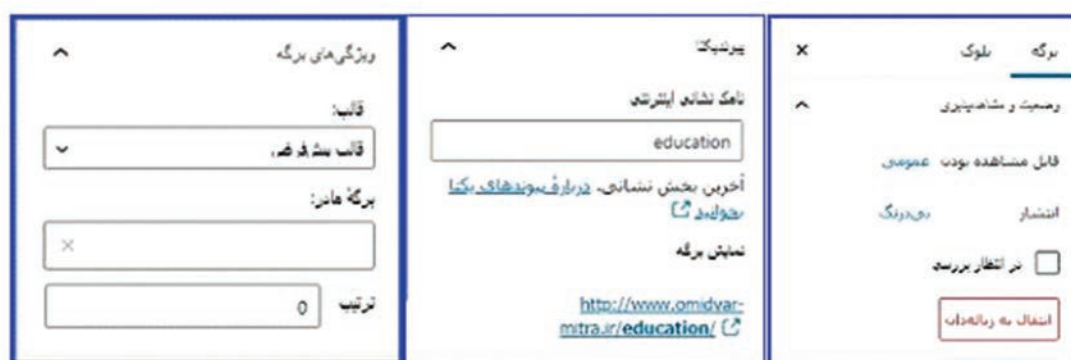 برگه
بلوک
وضعیت و مشاهده‌پذیری
قابل مشاهده بودن عمومی
انتشار بی‌درنگ
در انتظار بررسی
انتقال به زباله‌دان
پیوندیکتا
نامک نشانی اینترنتی
education
آخرین بخش نشانی. دربارهٔ پیوندهای یکتا
بخوانید
نمایش برگه
http://www.omidvar-
mitra.ir/education/
ویژگی‌های برگه
قالب:
قالب پیش‌فرض
برگهٔ مادر:
ترتیب 0